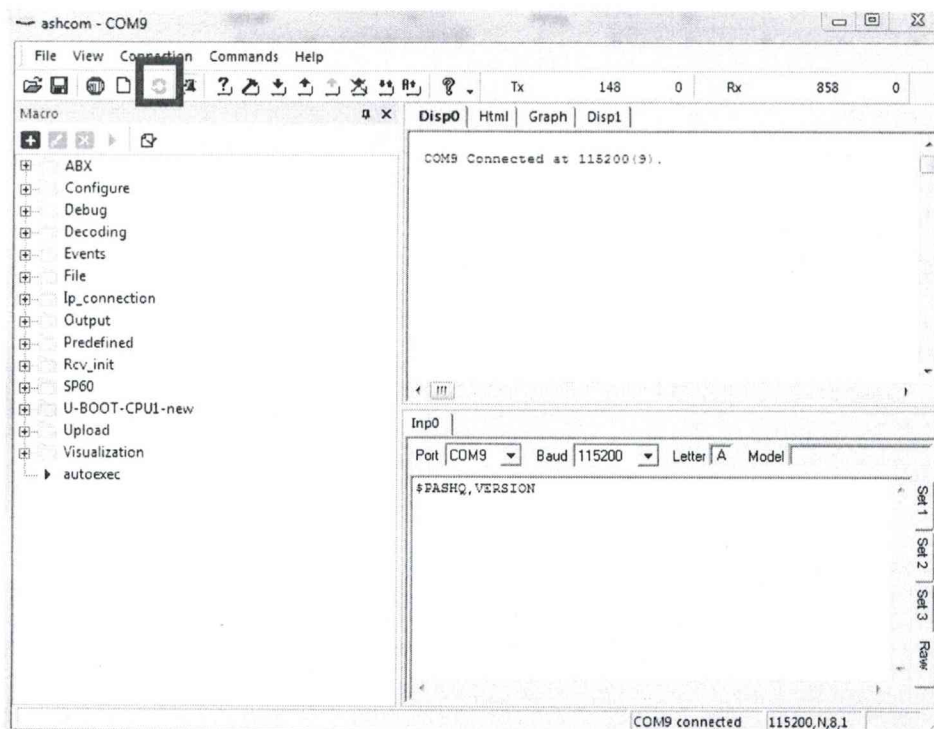 ashcom - COM9
File View Connection Commands Help
Tx 148 0 Rx 858 0
Macro
Disp0 Html Graph Disp1
COM9 Connected at 115200(9).
ABX
Configure
Debug
Decoding
Events
File
Ip_connection
Output
Predefined
Rcv_init
SP60
U-BOOT-CPU1-new
Upload
Visualization
autoexec
Inp0
Port COM9 Baud 115200 Letter A Model
$PASHQ,VERSION
Set 1
Set 2
Set 3
Raw
COM9 connected 115200,N,8,1